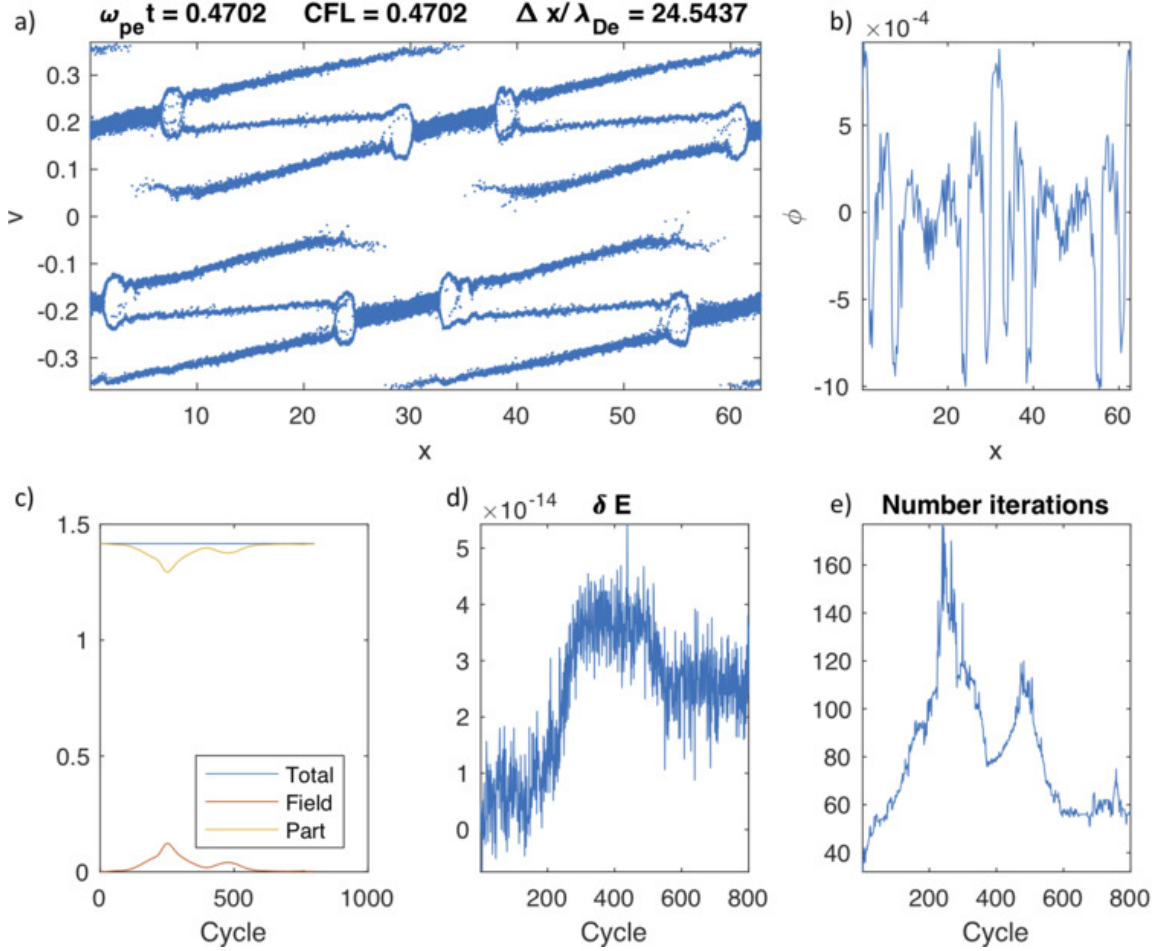 a) ω_pe t = 0.4702 CFL = 0.4702 Δ x/ λ_De = 24.5437
0.3
0.2
0.1
0
-0.1
-0.2
-0.3
v
10 20 30 40 50 60
x
b) ×10^-4
5
0
-5
-10
ϕ
20 40 60
x
c)
1.5
1
0.5
0
Total
Field
Part
0 500 1000
Cycle
d) ×10^-14 δ E
5
4
3
2
1
0
200 400 600 800
Cycle
e) Number iterations
160
140
120
100
80
60
40
200 400 600 800
Cycle